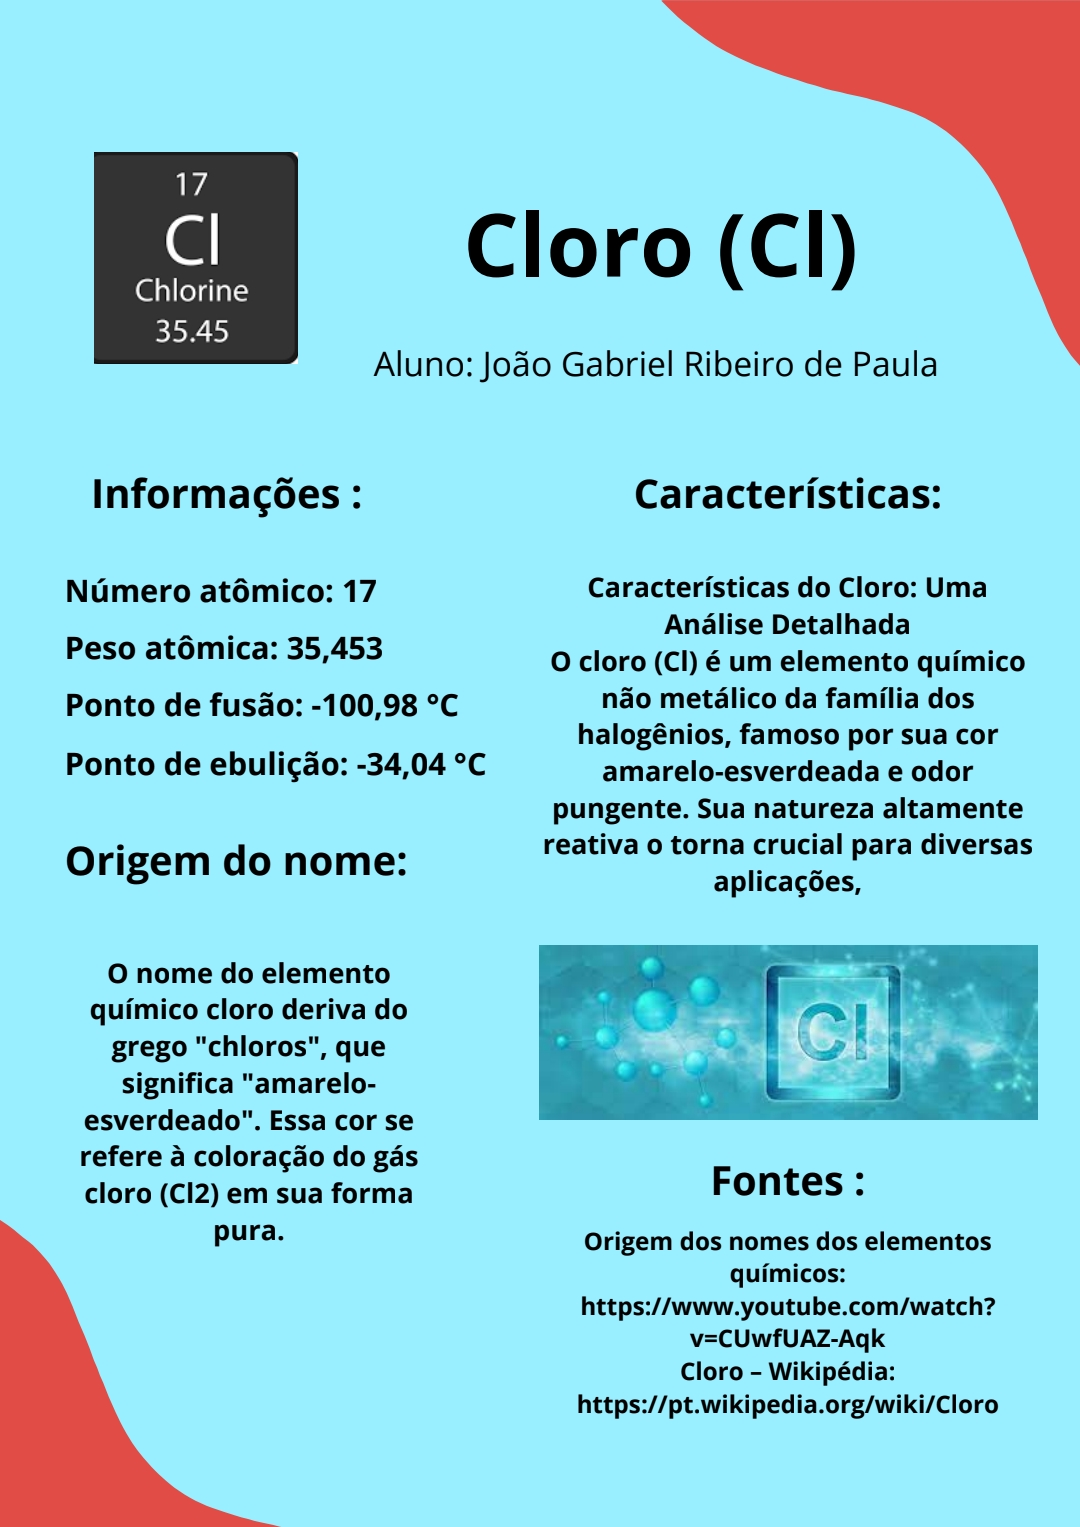 17
Cl
Chlorine
35.45
Cloro (Cl)
Aluno: João Gabriel Ribeiro de Paula
Informações :
Número atômico: 17
Peso atômica: 35,453
Ponto de fusão: -100,98 °C
Ponto de ebulição: -34,04 °C
Origem do nome:
O nome do elemento
químico cloro deriva do
grego "chloros", que
significa "amarelo-
esverdeado". Essa cor se
refere à coloração do gás
cloro (Cl2) em sua forma
pura.
Características:
Características do Cloro: Uma
Análise Detalhada
O cloro (Cl) é um elemento químico
não metálico da família dos
halogênios, famoso por sua cor
amarelo-esverdeada e odor
pungente. Sua natureza altamente
reativa o torna crucial para diversas
aplicações,
Cl
Fontes :
Origem dos nomes dos elementos
químicos:
https://www.youtube.com/watch?
v=CUwfUAZ-Aqk
Cloro – Wikipédia:
https://pt.wikipedia.org/wiki/Cloro